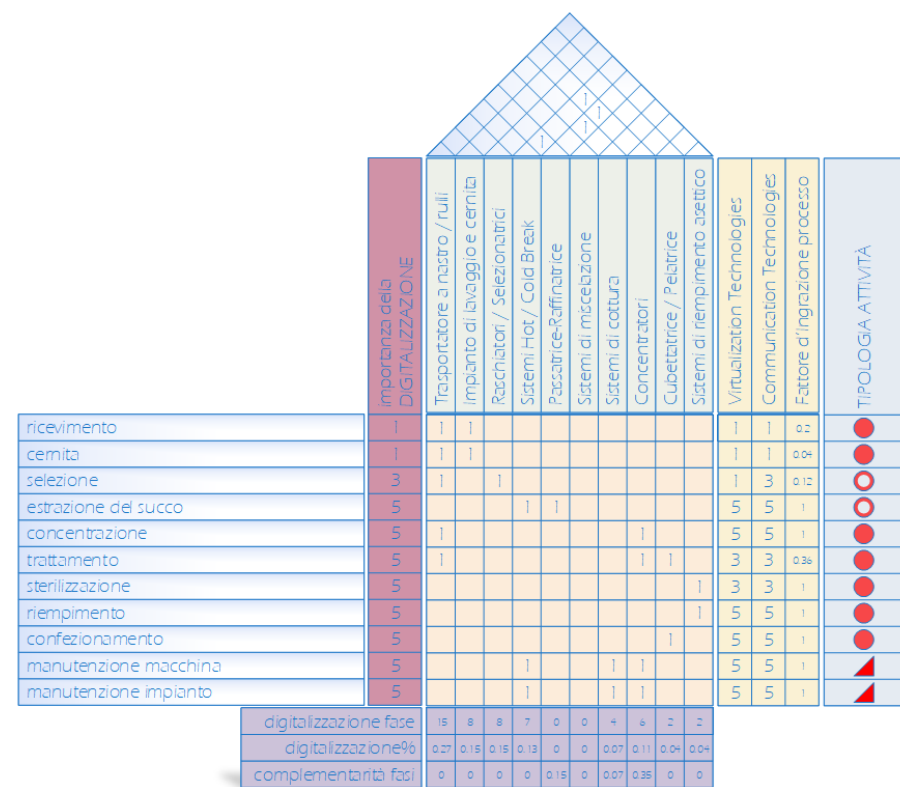 1
1
1
1
importanza della
DIGITALIZZAZIONE
Trasportatore a nastro / rulli
Impianto di lavaggio e cernita
Raschiatori / Selezionatrici
Sistemi Hot / Cold Break
Passatrice-Raffinatrice
Sistemi di miscelazione
Sistemi di cottura
Concentratori
Cubettatrice / Pelatrice
Sistemi di riempimento asettico
Virtualization Technologies
Communication Technologies
Fattore d'ingrazione processo
TIPOLOGIA ATTIVITÀ
ricevimento 1 1 1 1 1 0.2
cernita 1 1 1 1 1 0.04
selezione 3 1 1 1 3 0.12
estrazione del succo 5 1 1 5 5 1
concentrazione 5 1 1 5 5 1
trattamento 5 1 1 1 3 3 0.36
sterilizzazione 5 1 3 3 1
riempimento 5 1 5 5 1
confezionamento 5 1 5 5 1
manutenzione macchina 5 1 1 1 5 5 1
manutenzione impianto 5 1 1 1 5 5 1
digitalizzazione fase 15 8 8 7 0 0 4 6 2 2
digitalizzazione% 0.27 0.15 0.15 0.13 0 0 0.07 0.11 0.04 0.04
complementarità fasi 0 0 0 0 0.15 0 0.07 0.35 0 0